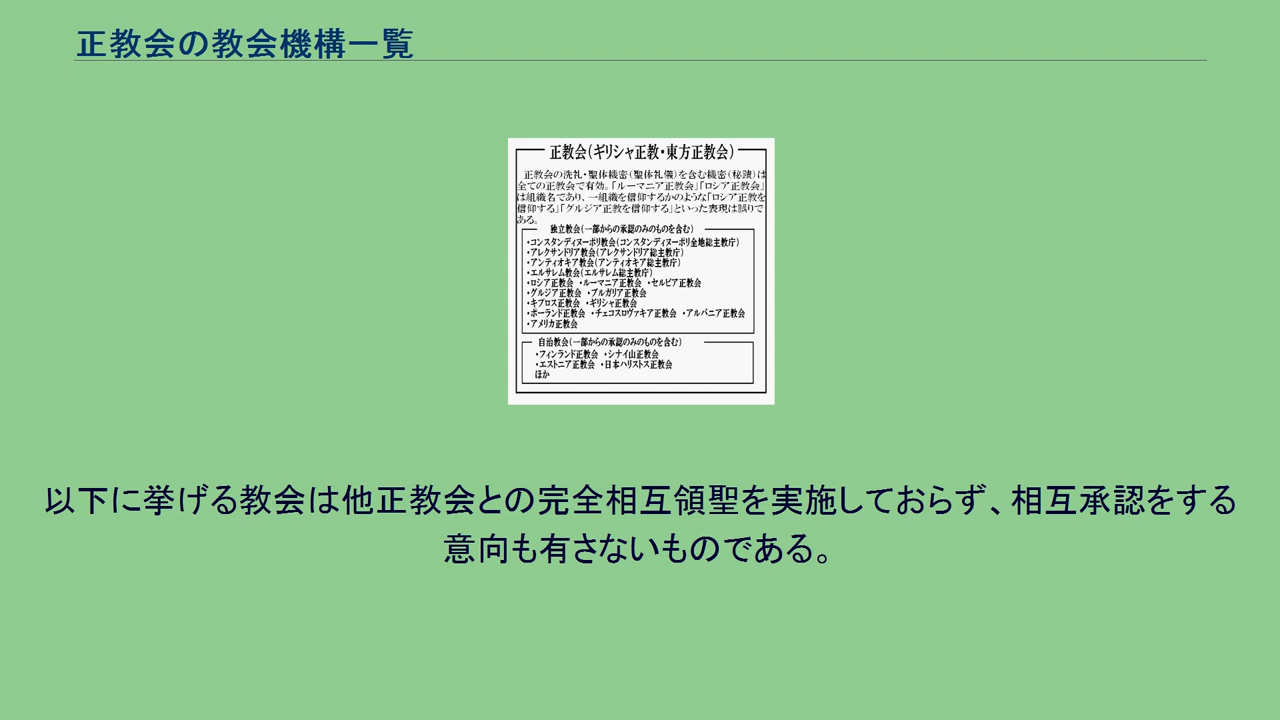 正教会の教会機構一覧
正教会(ギリシャ正教・東方正教会)
正教会の洗礼・聖体機密(聖体礼儀)を含む機密(秘蹟)は
全ての正教会で有効。「ルーマニア正教会」「ロシア正教会」
は組織名であり、一組織を信仰するかのような「ロシア正教を
信仰する」「グルジア正教を信仰する」といった表現は誤りで
ある。
独立教会(一部からの承認のみのものを含む)
・コンスタンディヌーポリ教会(コンスタンディヌーポリ全地総主教庁)
・アレクサンドリア教会(アレクサンドリア総主教庁)
・アンティオキア教会(アンティオキア総主教庁)
・エルサレム教会(エルサレム総主教庁)
・ロシア正教会 ・ルーマニア正教会 ・セルビア正教会
・グルジア正教会 ・ブルガリア正教会
・キプロス正教会 ・ギリシャ正教会
・ポーランド正教会 ・チェコスロヴァキア正教会 ・アルバニア正教会
・アメリカ正教会
自治教会(一部からの承認のみのものを含む)
・フィンランド正教会 ・シナイ山正教会
・エストニア正教会 ・日本ハリストス正教会
ほか
以下に挙げる教会は他正教会との完全相互領聖を実施しておらず、相互承認をする
意向も有さないものである。